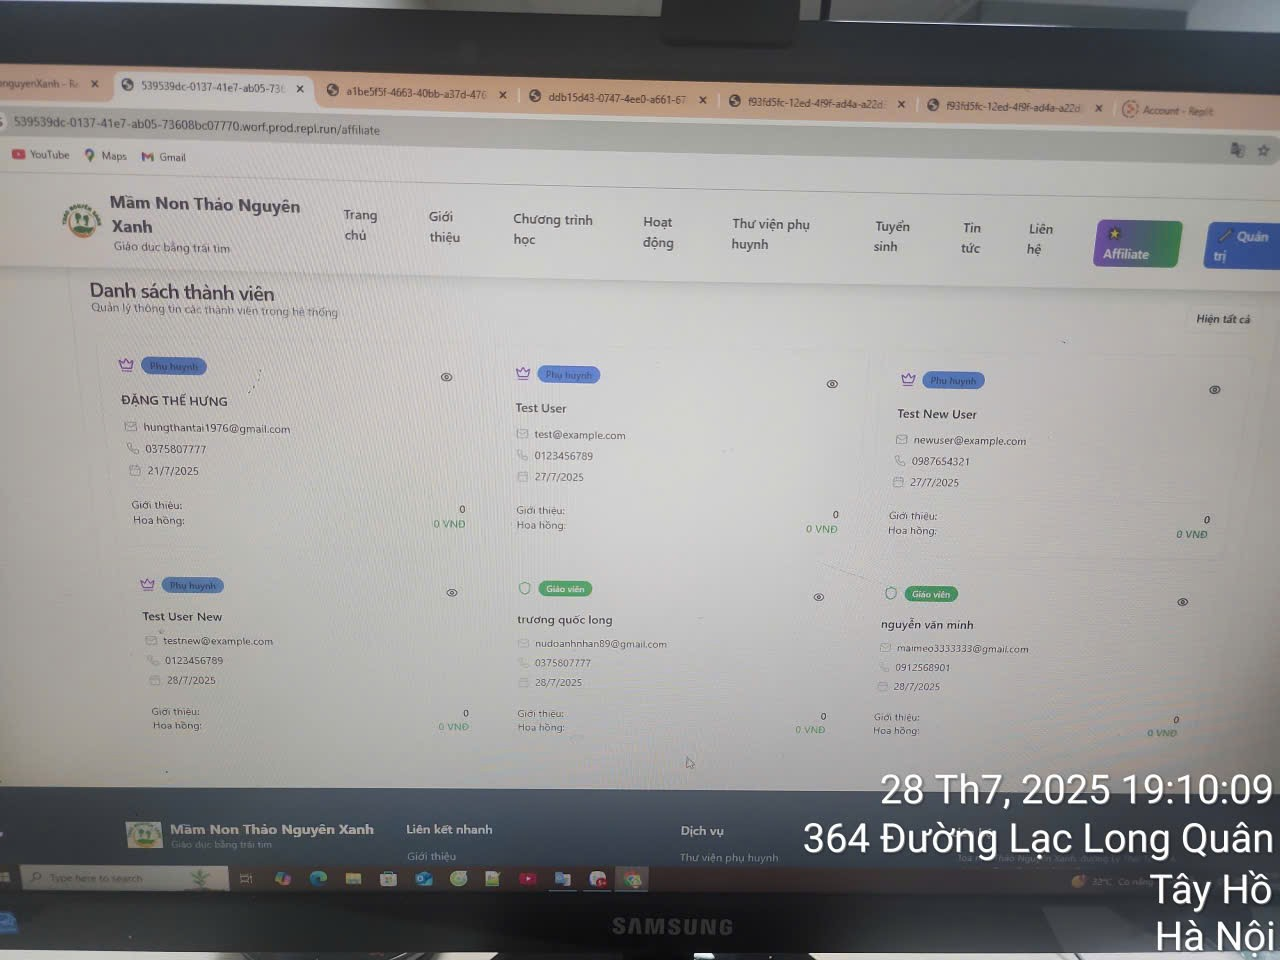 539539dc-0137-41e7-ab05-73
a1be5f5f-4663-40bb-a37d-476
ddb15d43-0747-4ee0-a661-67
f93fd5fc-12ed-4f9f-ad4a-a22d
f93fd5fc-12ed-4f9f-ad4a-a22d
Account - Replit
539539dc-0137-41e7-ab05-73608bc07770.worf.prod.repl.run/affiliate
YouTube Maps Gmail
Mầm Non Thảo Nguyên
Xanh
Giáo dục bằng trái tim
Trang
chủ
Giới
thiệu
Chương trình
học
Hoạt
động
Thư viện phụ
huynh
Tuyển
sinh
Tin
tức
Liên
hệ
Affiliate
Quản
trị
Danh sách thành viên
Quản lý thông tin các thành viên trong hệ thống
Hiện tất cả
Phụ huynh
ĐẶNG THẾ HƯNG
hungthantai1976@gmail.com
0375807777
21/7/2025
Giới thiệu: 0
Hoa hồng: 0 VNĐ
Phụ huynh
Test User
test@example.com
0123456789
27/7/2025
Giới thiệu: 0
Hoa hồng: 0 VNĐ
Phụ huynh
Test New User
newuser@example.com
0987654321
27/7/2025
Giới thiệu: 0
Hoa hồng: 0 VNĐ
Phụ huynh
Test User New
testnew@example.com
0123456789
28/7/2025
Giới thiệu: 0
Hoa hồng: 0 VNĐ
Giáo viên
trương quốc long
nudoanhnhan89@gmail.com
0375807777
28/7/2025
Giới thiệu: 0
Hoa hồng: 0 VNĐ
Giáo viên
nguyễn văn minh
maimeo3333333@gmail.com
0912568901
28/7/2025
Giới thiệu: 0
Hoa hồng: 0 VNĐ
Mầm Non Thảo Nguyên Xanh
Giáo dục bằng trái tim
Liên kết nhanh
Giới thiệu
Dịch vụ
Thư viện phụ huynh
Type here to search
32°C
SAMSUNG
28 Th7, 2025 19:10:09
364 Đường Lạc Long Quân
Tây Hồ
Hà Nội